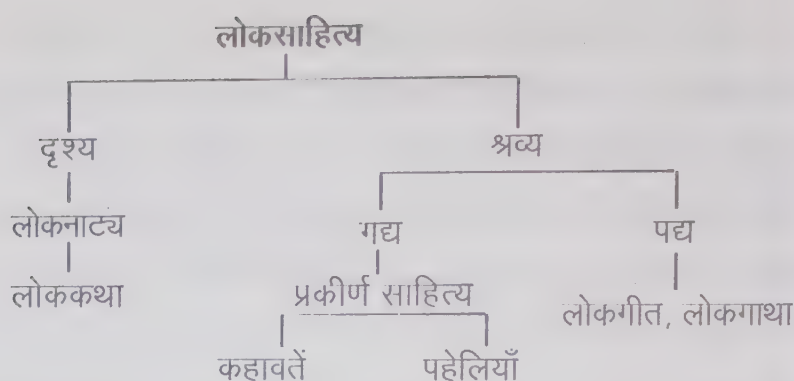 लोकसाहित्य
दृश्य श्रव्य
लोकनाट्य गद्य पद्य
लोककथा प्रकीर्ण साहित्य लोकगीत, लोकगाथा
कहावतें पहेलियाँ